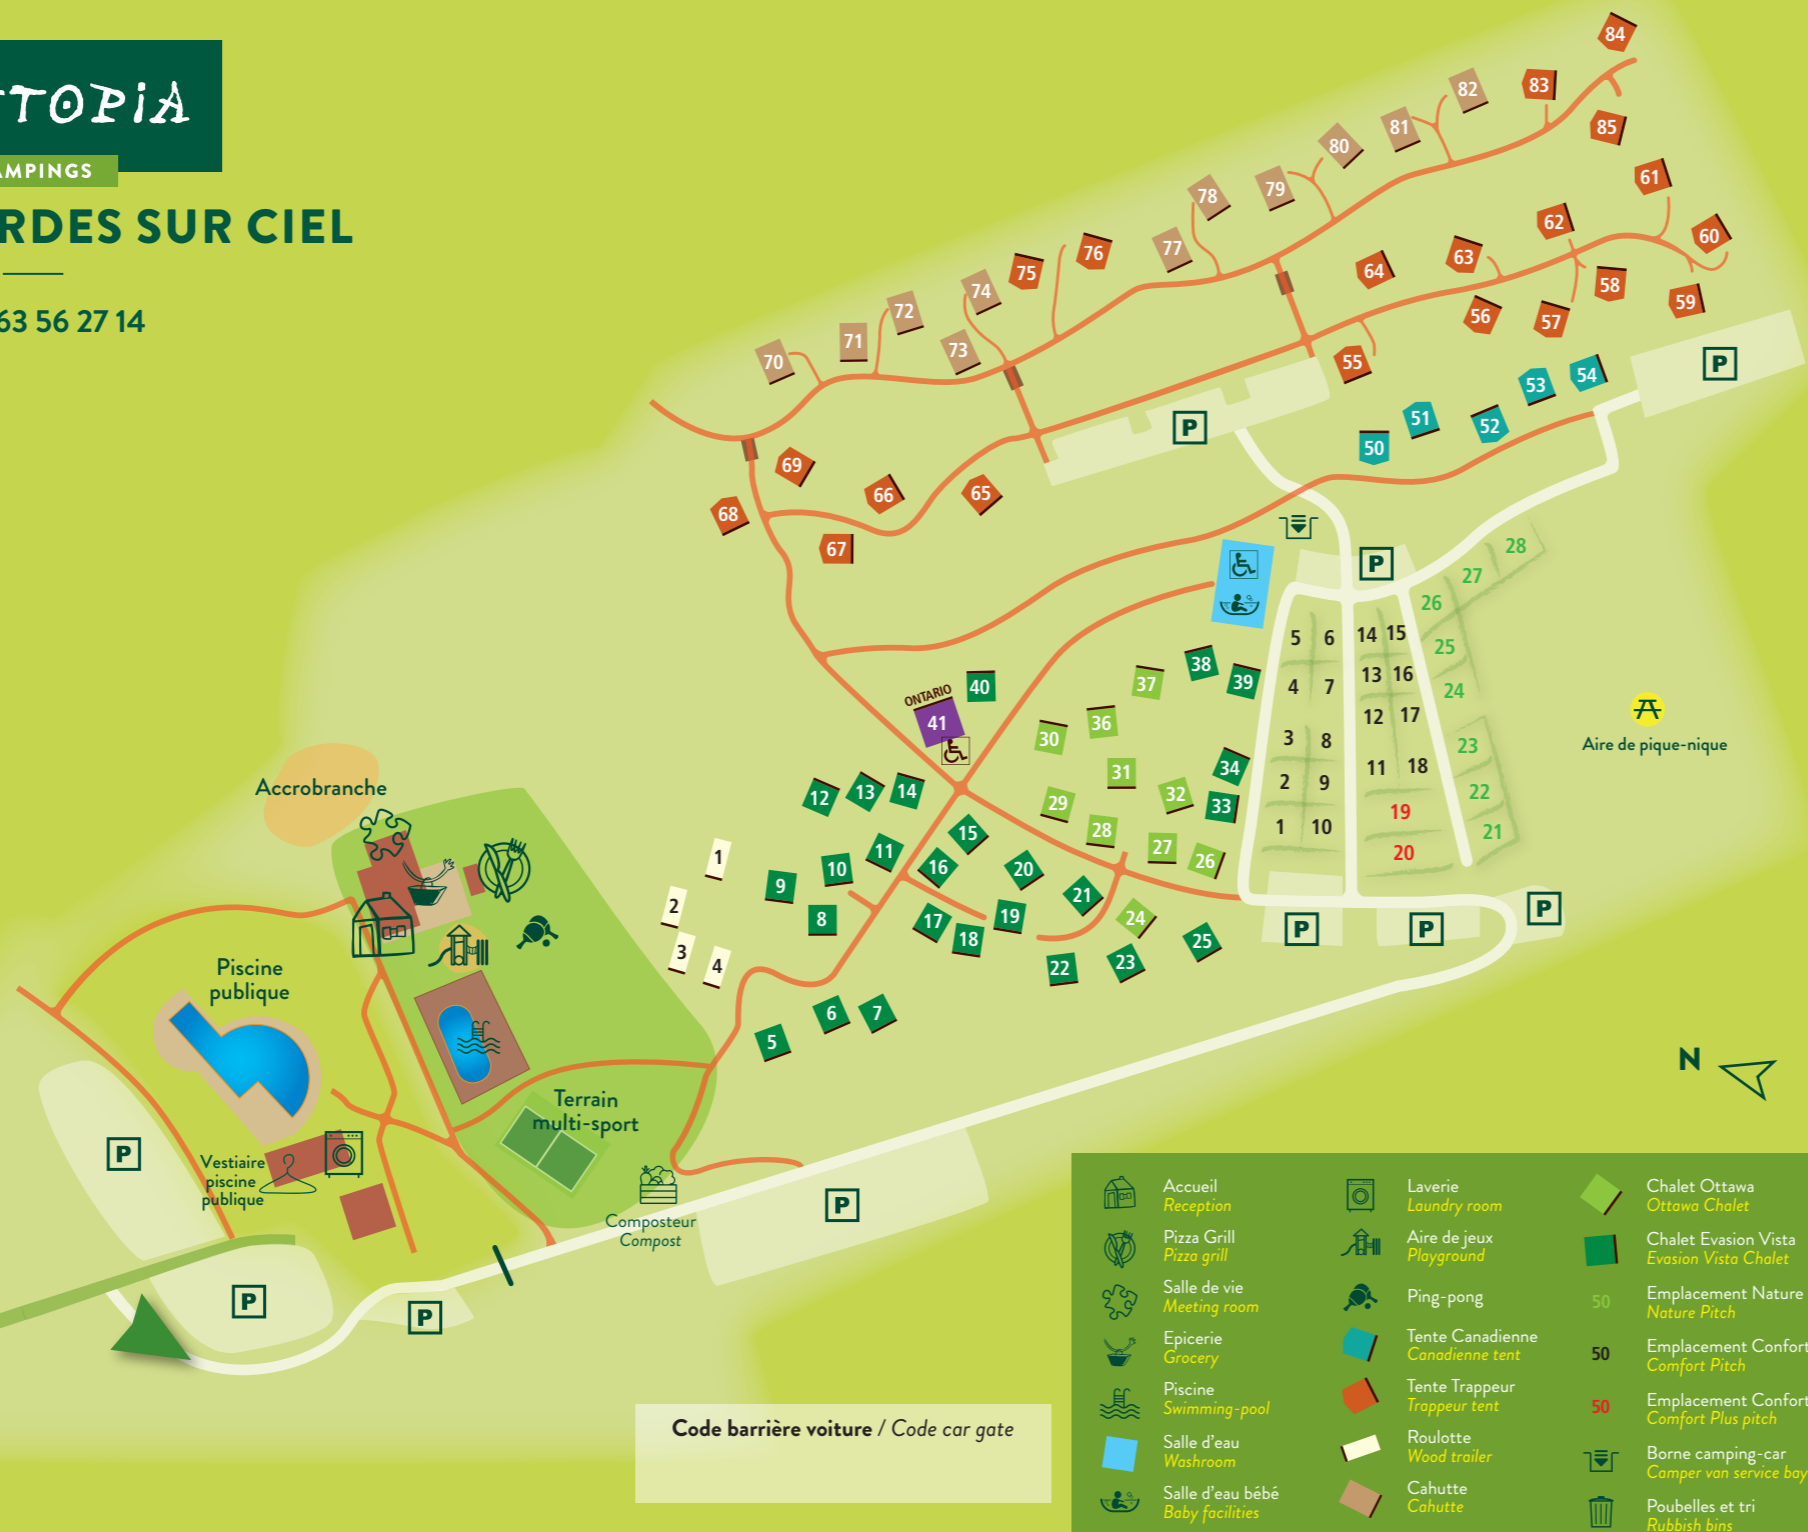 TOPiA
AMPINGS
RDES SUR CIEL
63 56 27 14
84
83
82
81
85
80
61
79
78
62
60
77
63
76
64
58
75
59
74
56
57
72
73
71
70
55
P
54
53
51
52
50
P
69
66
65
68
67
P
28
27
26
25
24
23
22
21
5 6 14 15
4 7 13 16
12 17
3 8
11 18
2 9
19
1 10
20
Aire de pique-nique
38
39
37
40
ONTARIO
41
36
30
31
34
32
33
29
28
27
26
12
13
14
15
11
16
10
9
8
20
21
19
17
18
24
25
23
22
1
2
3
4
6
7
5
P
P
P
Accrobranche
Piscine
publique
Terrain
multi-sport
Vestiaire
piscine
publique
Composteur
Compost
P
P
P
P
N
Code barrière voiture / Code car gate
Accueil
Reception
Pizza Grill
Pizza grill
Salle de vie
Meeting room
Epicerie
Grocery
Piscine
Swimming-pool
Salle d'eau
Washroom
Salle d'eau bébé
Baby facilities
Laverie
Laundry room
Aire de jeux
Playground
Ping-pong
Tente Canadienne
Canadienne tent
Tente Trappeur
Trappeur tent
Roulotte
Wood trailer
Cahutte
Cahutte
Chalet Ottawa
Ottawa Chalet
Chalet Evasion Vista
Evasion Vista Chalet
50
Emplacement Nature
Nature Pitch
50
Emplacement Confort
Comfort Pitch
50
Emplacement Confort
Comfort Plus pitch
Borne camping-car
Camper van service bay
Poubelles et tri
Rubbish bins